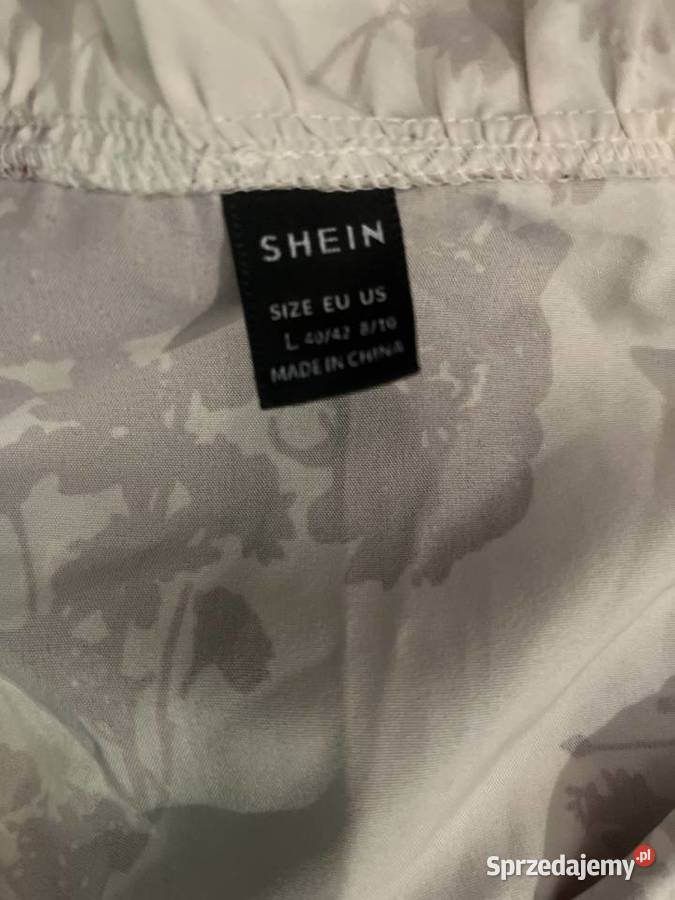 SHEIN
SIZE EU US
L 40/42 8/10
MADE IN CHINA
Sprzedajemy.pl